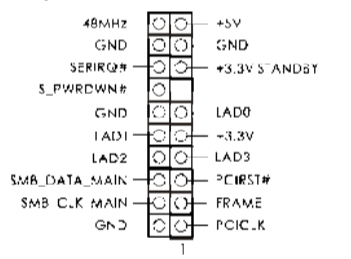 48MHz +5V
GND GND
SERIRQ# +3.3V STANDBY
S_PWRDWN#
GND LAD0
LAD1 +3.3V
LAD2 LAD3
SMB_DATA_MAIN PCIRST#
SMB_CLK_MAIN FRAME
GND PCICLK
1